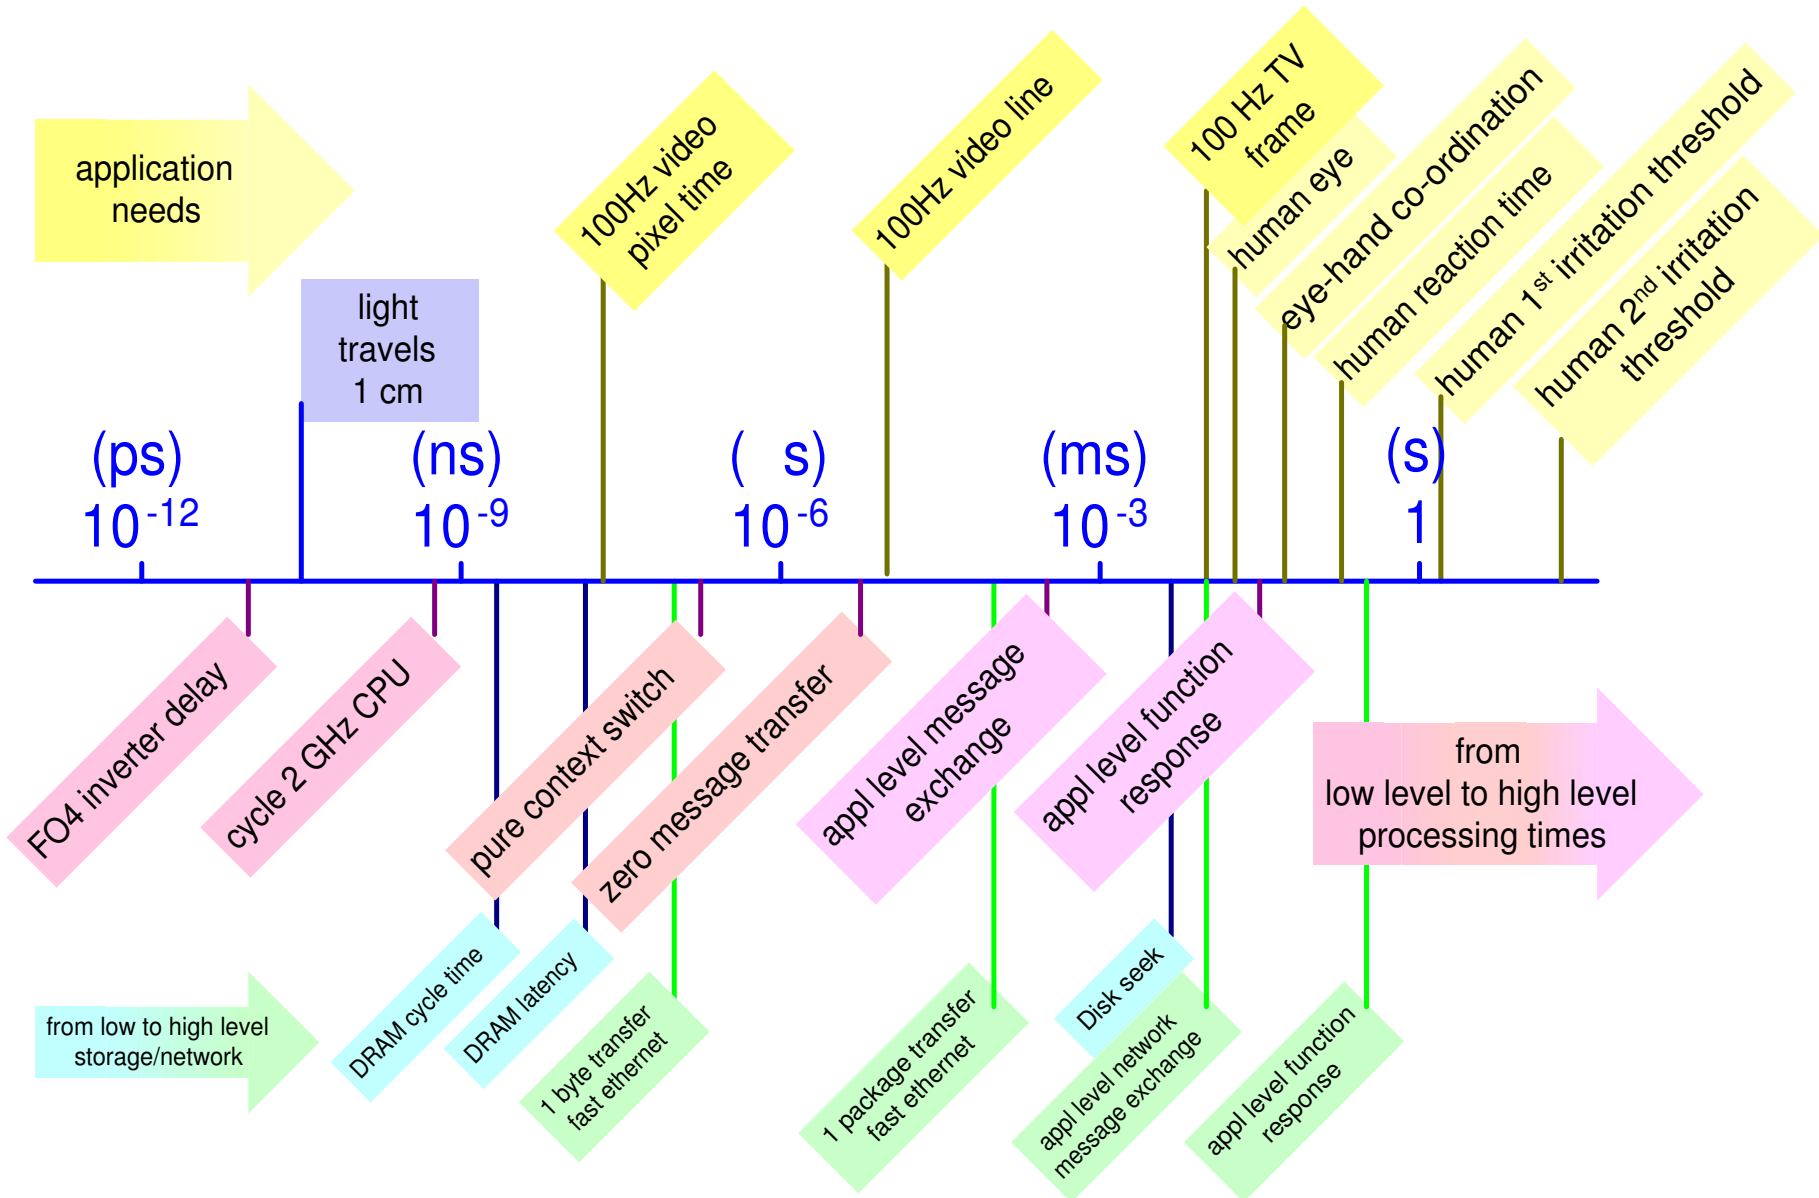 application
needs
light
travels
1 cm
100Hz video
pixel time
100Hz video line
100 Hz TV
frame
human eye
eye-hand co-ordination
human reaction time
human 1st irritation threshold
human 2nd irritation
threshold
(ps)
10-12
(ns)
10-9
( s)
10-6
(ms)
10-3
(s)
1
FO4 inverter delay
cycle 2 GHz CPU
pure context switch
zero message transfer
appl level message
exchange
appl level function
response
from
low level to high level
processing times
from low to high level
storage/network
DRAM cycle time
DRAM latency
1 byte transfer
fast ethernet
1 package transfer
fast ethernet
Disk seek
appl level network
message exchange
appl level function
response